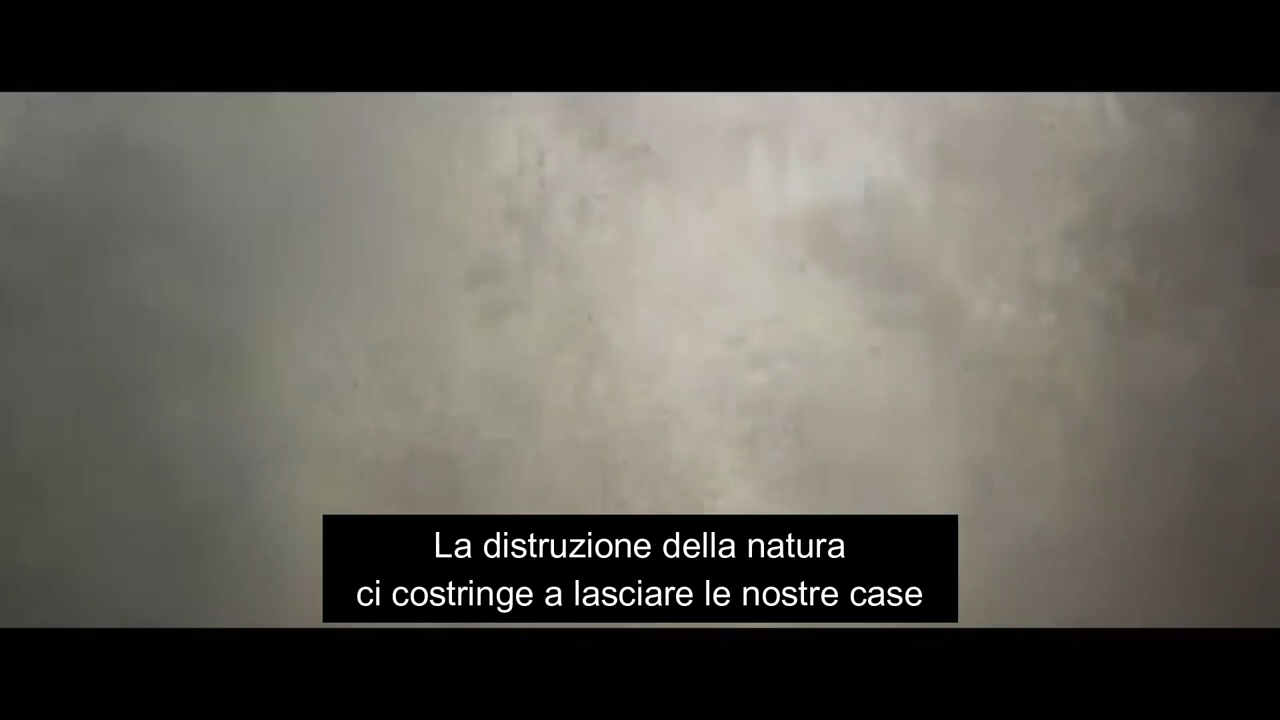 La distruzione della natura
ci costringe a lasciare le nostre case